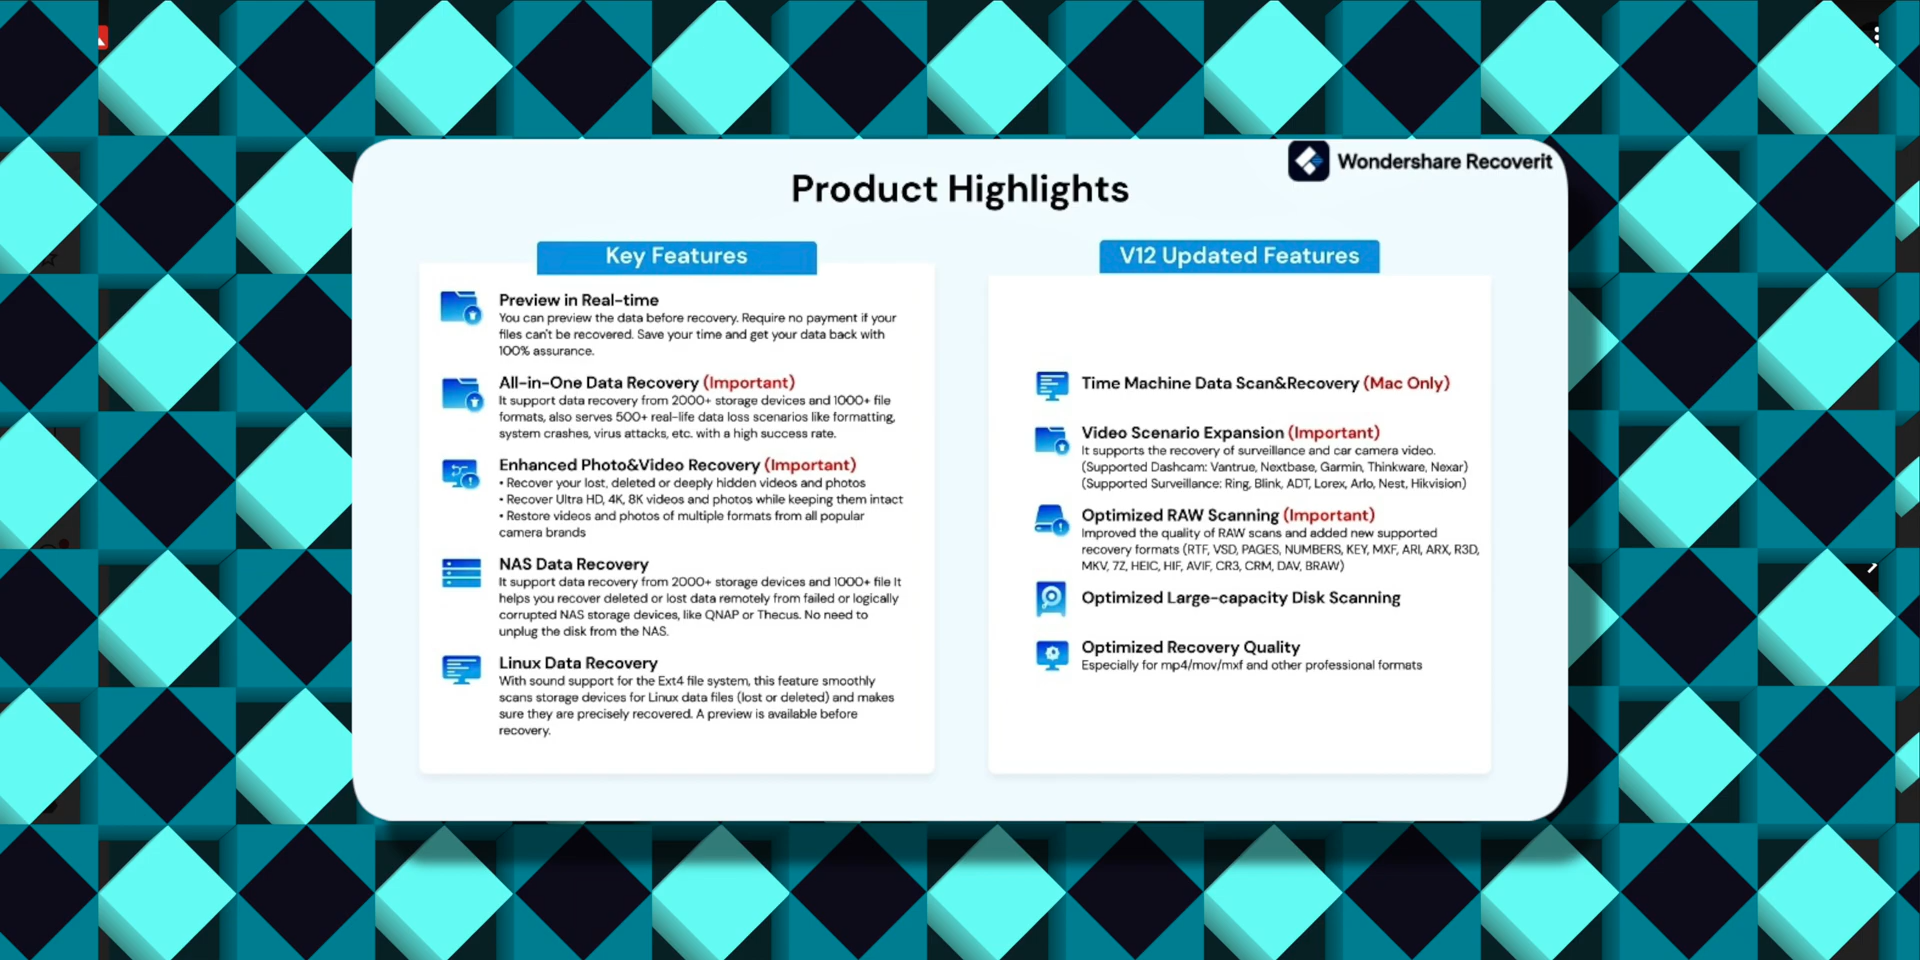 Wondershare Recoverit
Product Highlights
Key Features
Preview in Real-time
You can preview the data before recovery. Require no payment if your
files can't be recovered. Save your time and get your data back with
100% assurance.
All-in-One Data Recovery (Important)
It support data recovery from 2000+ storage devices and 1000+ file
formats, also serves 500+ real-life data loss scenarios like formatting,
system crashes, virus attacks, etc. with a high success rate.
Enhanced Photo&Video Recovery (Important)
• Recover your lost, deleted or deeply hidden videos and photos
• Recover Ultra HD, 4K, 8K videos and photos while keeping them intact
• Restore videos and photos of multiple formats from all popular
camera brands
NAS Data Recovery
It support data recovery from 2000+ storage devices and 1000+ file It
helps you recover deleted or lost data remotely from failed or logically
corrupted NAS storage devices, like QNAP or Thecus. No need to
unplug the disk from the NAS.
Linux Data Recovery
With sound support for the Ext4 file system, this feature smoothly
scans storage devices for Linux data files (lost or deleted) and makes
sure they are precisely recovered. A preview is available before
recovery.
V12 Updated Features
Time Machine Data Scan&Recovery (Mac Only)
Video Scenario Expansion (Important)
It supports the recovery of surveillance and car camera video.
(Supported Dashcam: Vantrue, Nextbase, Garmin, Thinkware, Nexar)
(Supported Surveillance: Ring, Blink, ADT, Lorex, Arlo, Nest, Hikvision)
Optimized RAW Scanning (Important)
Improved the quality of RAW scans and added new supported
recovery formats (RTF, VSD, PAGES, NUMBERS, KEY, MXF, ARI, ARX, R3D,
MKV, 7Z, HEIC, HIF, AVIF, CR3, CRM, DAV, BRAW)
Optimized Large-capacity Disk Scanning
Optimized Recovery Quality
Especially for mp4/mov/mxf and other professional formats